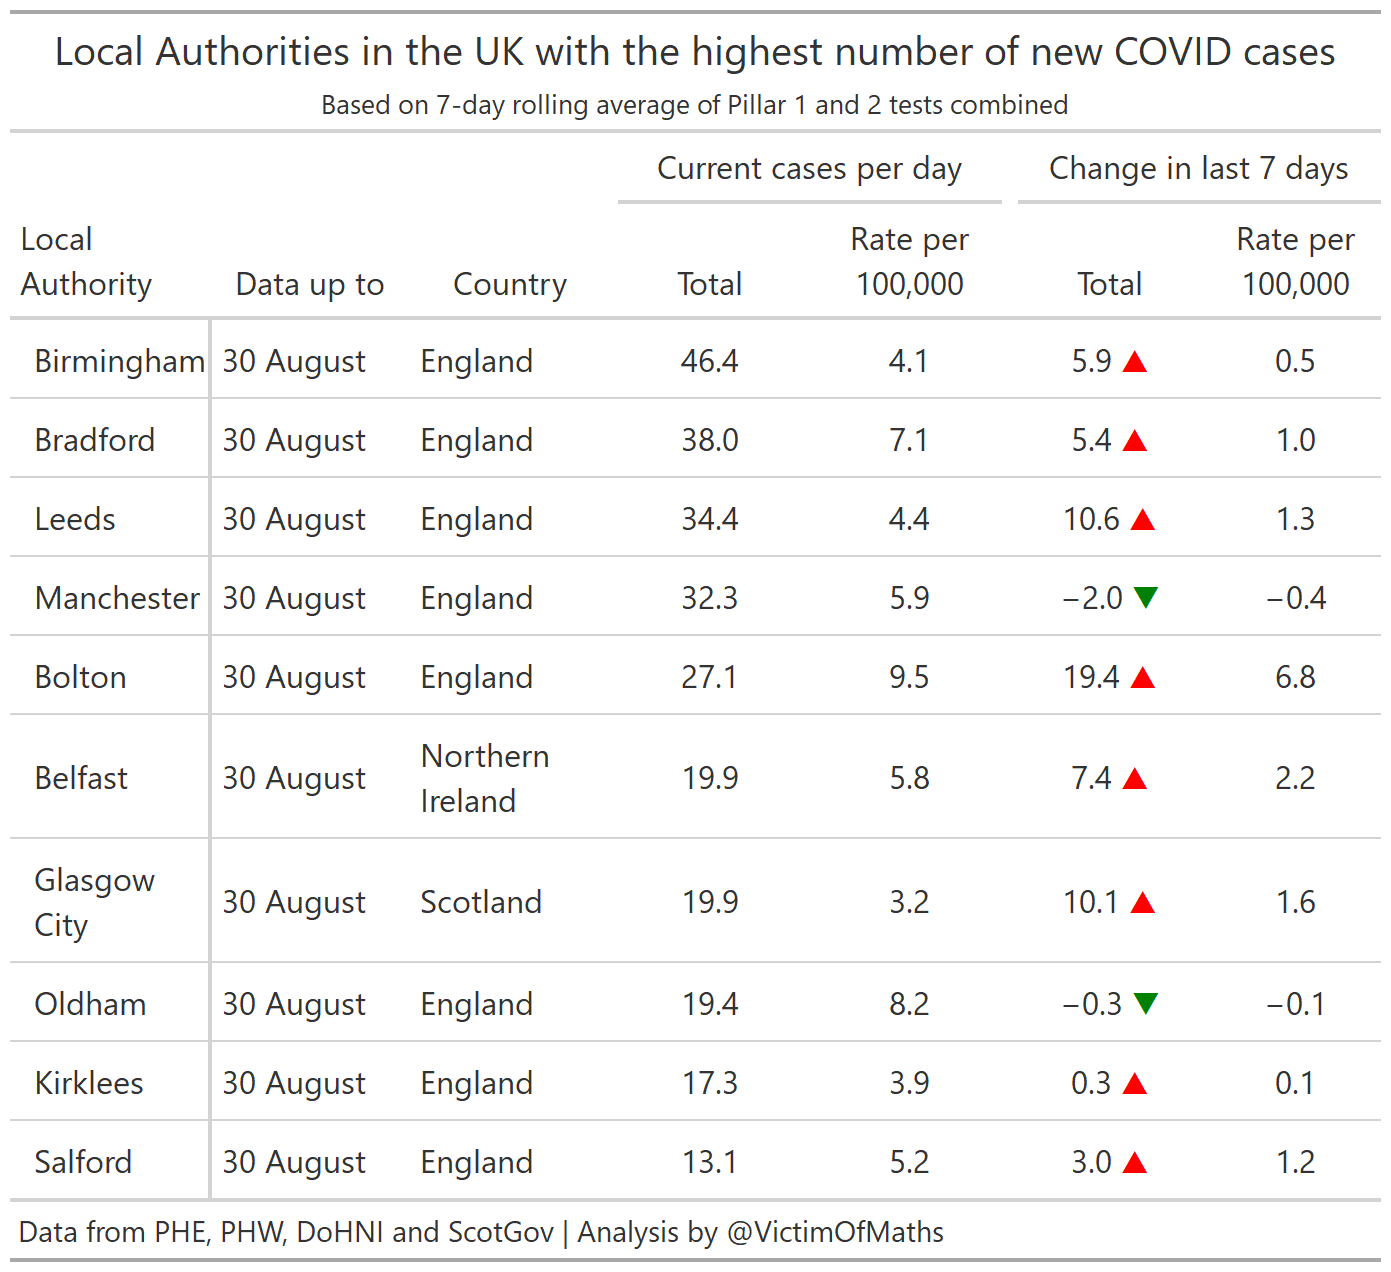 Local Authorities in the UK with the highest number of new COVID cases
Based on 7-day rolling average of Pillar 1 and 2 tests combined
Current cases per day Change in last 7 days
Local Rate per Rate per
Authority Data up to Country Total 100,000 Total 100,000
Birmingham 30 August England 46.4 4.1 5.9 ▲ 0.5
Bradford 30 August England 38.0 7.1 5.4 ▲ 1.0
Leeds 30 August England 34.4 4.4 10.6 ▲ 1.3
Manchester 30 August England 32.3 5.9 −2.0 ▼ −0.4
Bolton 30 August England 27.1 9.5 19.4 ▲ 6.8
Northern
Belfast 30 August 19.9 5.8 7.4 ▲ 2.2
Ireland
Glasgow
30 August Scotland 19.9 3.2 10.1 ▲ 1.6
City
Oldham 30 August England 19.4 8.2 −0.3 ▼ −0.1
Kirklees 30 August England 17.3 3.9 0.3 ▲ 0.1
Salford 30 August England 13.1 5.2 3.0 ▲ 1.2
Data from PHE, PHW, DoHNI and ScotGov | Analysis by @VictimOfMaths